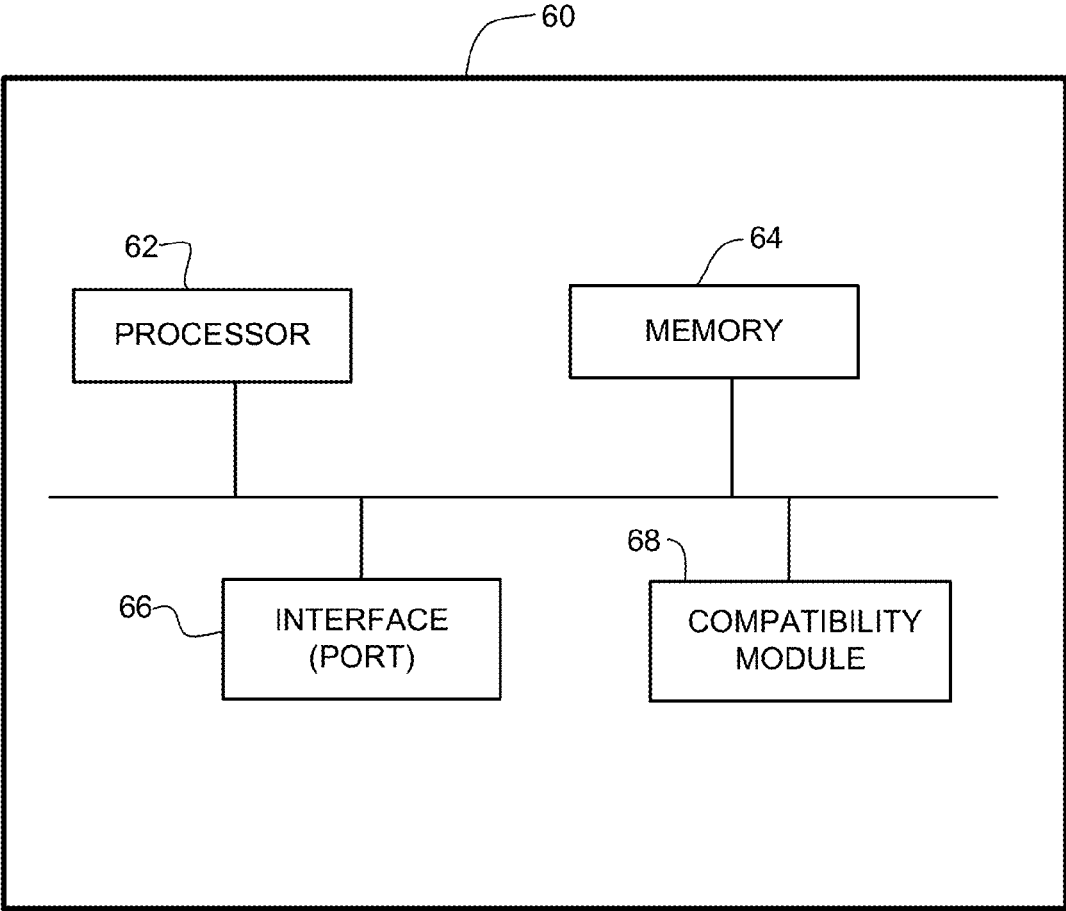 60
62
PROCESSOR
64
MEMORY
66
INTERFACE
(PORT)
68
COMPATIBILITY
MODULE